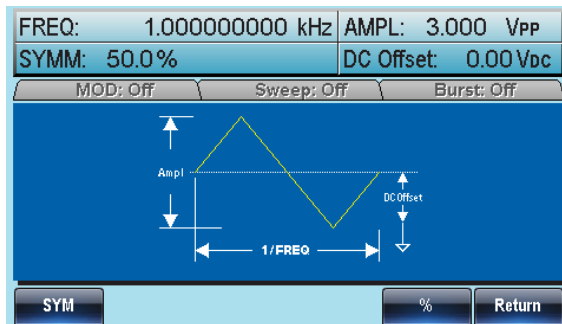 FREQ: 1.000000000 kHz AMPL: 3.000 VPP
SYMM: 50.0% DC Offset: 0.00 VDC
MOD: Off Sweep: Off Burst: Off
Ampl
DC Offset
1/FREQ
SYM % Return